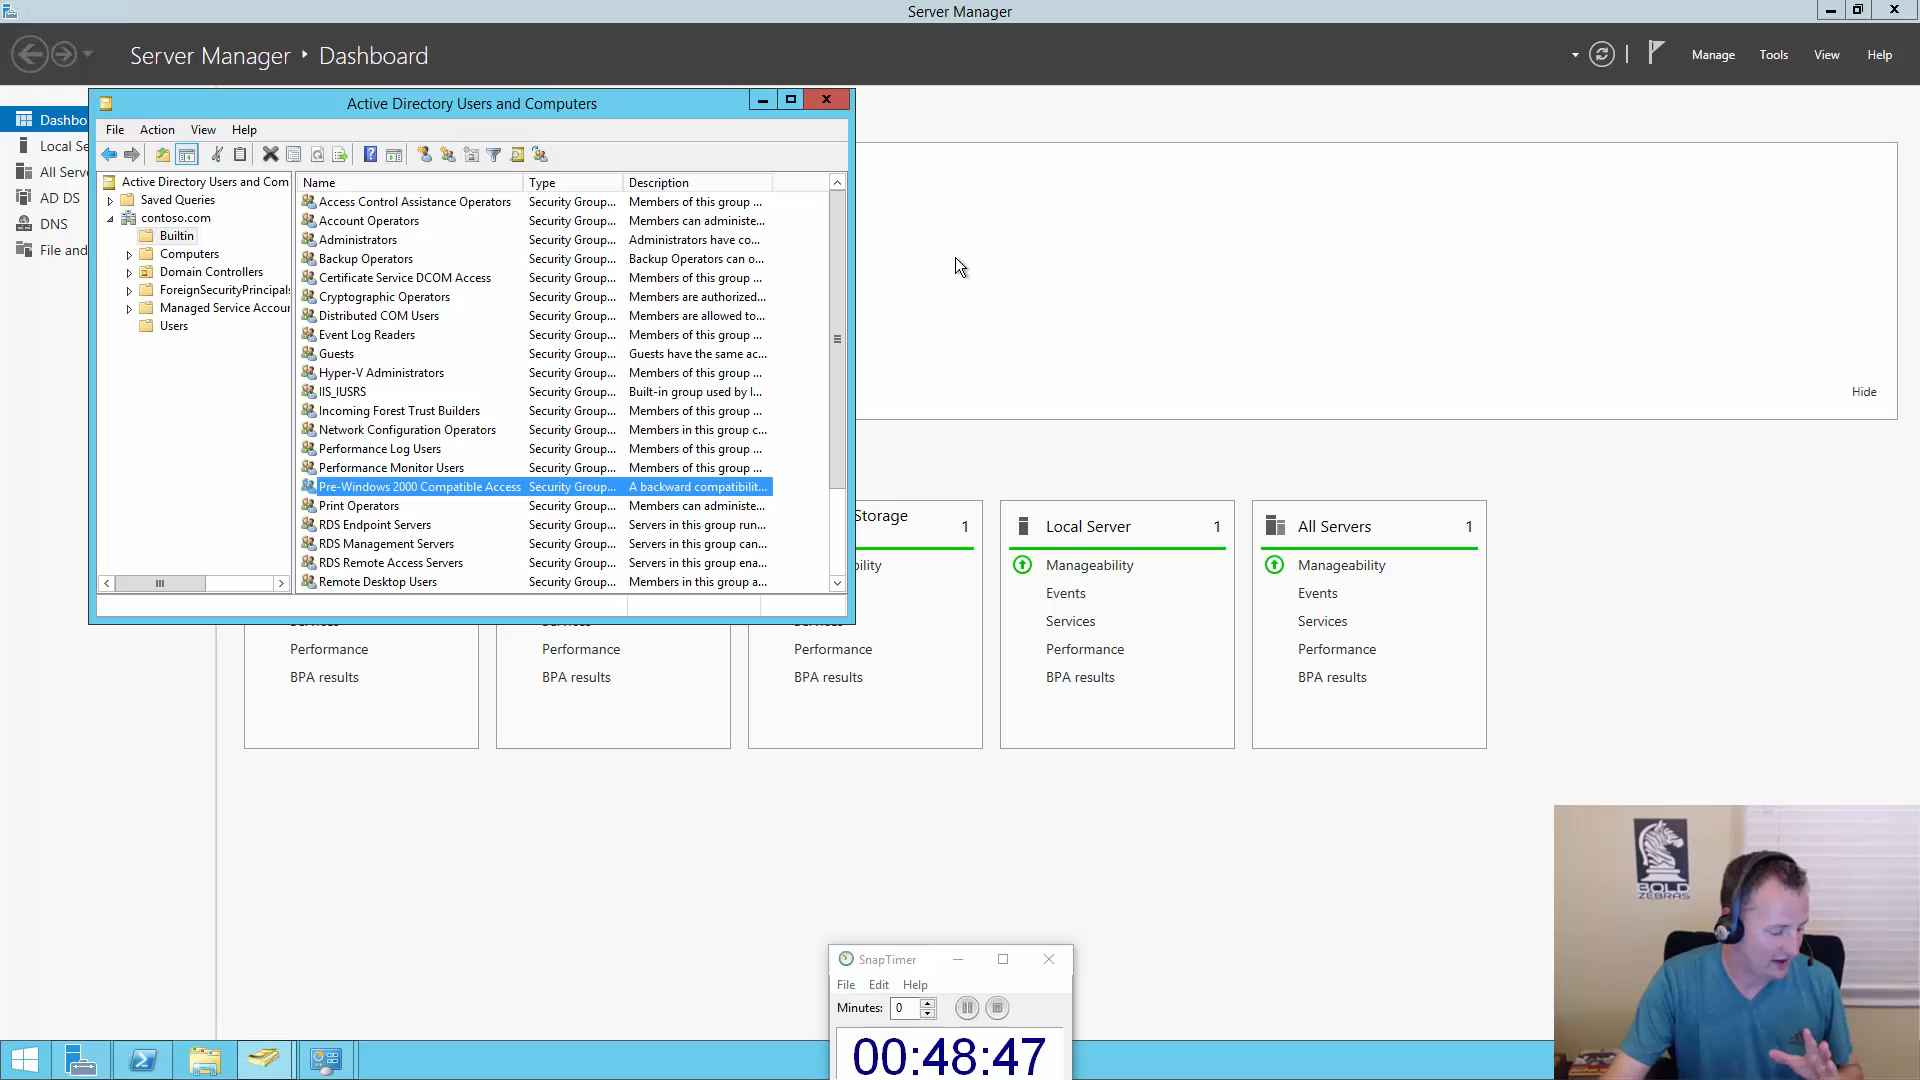 Server Manager
Server Manager ‣ Dashboard
Manage Tools View Help
Dashbo
Local Se
All Serv
AD DS
DNS
File and
Active Directory Users and Computers
File Action View Help
Active Directory Users and Com
Saved Queries
contoso.com
Builtin
Computers
Domain Controllers
ForeignSecurityPrincipals
Managed Service Accour
Users
Name Type Description
Access Control Assistance Operators Security Group... Members of this group ...
Account Operators Security Group... Members can administe...
Administrators Security Group... Administrators have co...
Backup Operators Security Group... Backup Operators can o...
Certificate Service DCOM Access Security Group... Members of this group ...
Cryptographic Operators Security Group... Members are authorized...
Distributed COM Users Security Group... Members are allowed to...
Event Log Readers Security Group... Members of this group ...
Guests Security Group... Guests have the same ac...
Hyper-V Administrators Security Group... Members of this group ...
IIS_IUSRS Security Group... Built-in group used by I...
Incoming Forest Trust Builders Security Group... Members of this group ...
Network Configuration Operators Security Group... Members in this group c...
Performance Log Users Security Group... Members of this group ...
Performance Monitor Users Security Group... Members of this group ...
Pre-Windows 2000 Compatible Access Security Group... A backward compatibilit...
Print Operators Security Group... Members can administe...
RDS Endpoint Servers Security Group... Servers in this group run...
RDS Management Servers Security Group... Servers in this group can...
RDS Remote Access Servers Security Group... Servers in this group ena...
Remote Desktop Users Security Group... Members in this group a...
Hide
Performance
BPA results
Performance
BPA results
Storage 1
bility
Performance
BPA results
Local Server 1
Manageability
Events
Services
Performance
BPA results
All Servers 1
Manageability
Events
Services
Performance
BPA results
SnapTimer
File Edit Help
Minutes: 0
00:48:47
BOLD
ZEBRAS